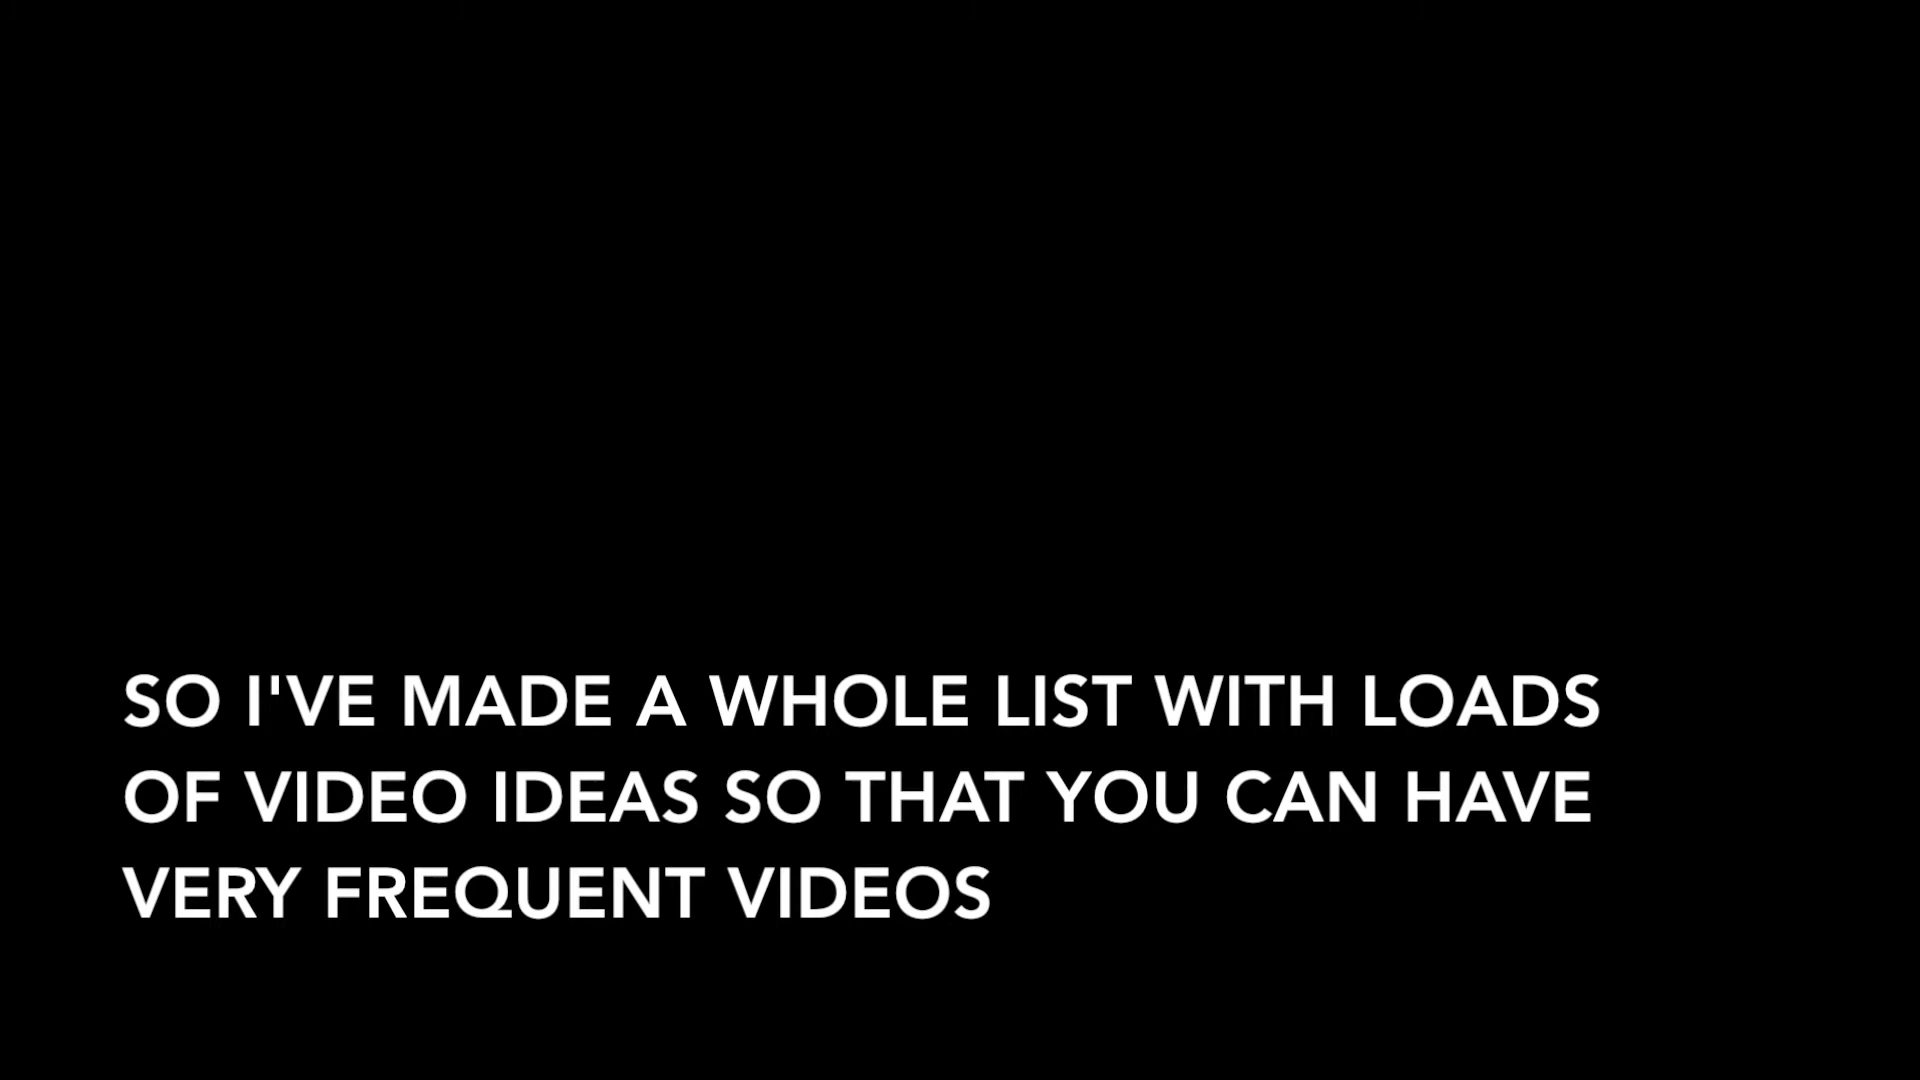 SO I'VE MADE A WHOLE LIST WITH LOADS
OF VIDEO IDEAS SO THAT YOU CAN HAVE
VERY FREQUENT VIDEOS